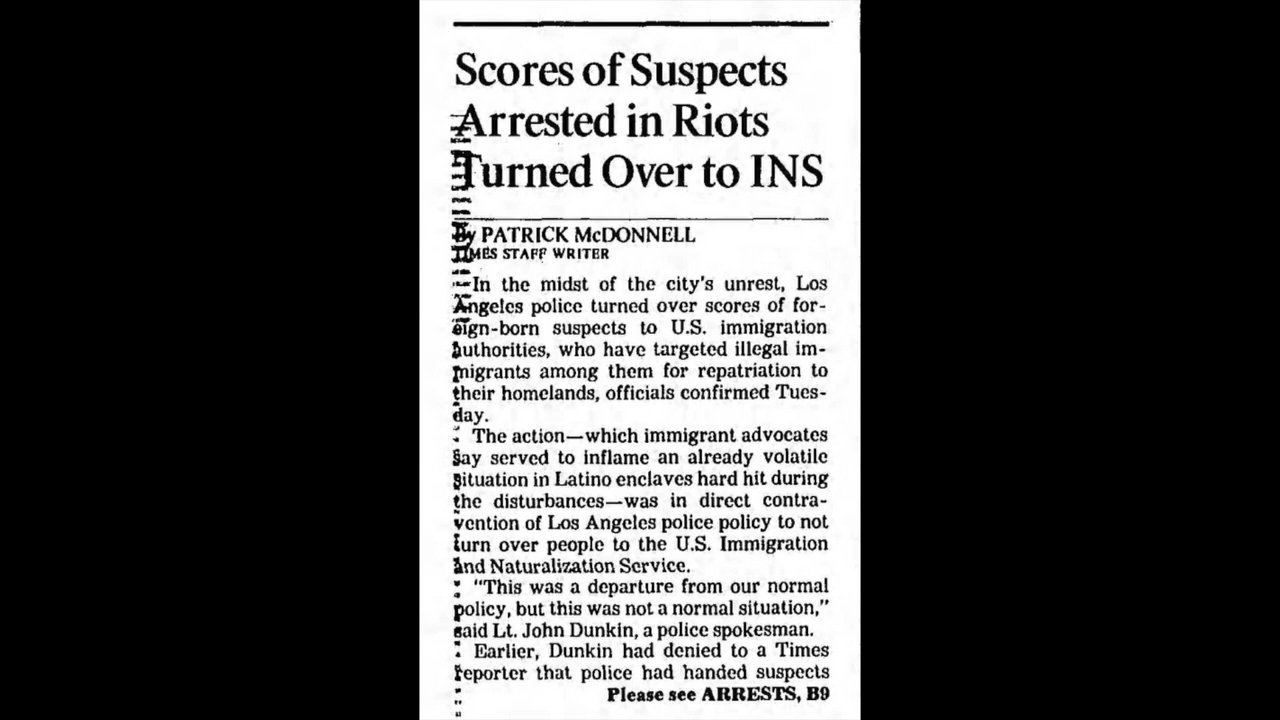 Scores of Suspects
Arrested in Riots
Turned Over to INS
By PATRICK McDONNELL
TIMES STAFF WRITER
In the midst of the city's unrest, Los
Angeles police turned over scores of for-
eign-born suspects to U.S. immigration
authorities, who have targeted illegal im-
migrants among them for repatriation to
their homelands, officials confirmed Tues-
day.
The action—which immigrant advocates
say served to inflame an already volatile
situation in Latino enclaves hard hit during
the disturbances—was in direct contra-
vention of Los Angeles police policy to not
turn over people to the U.S. Immigration
and Naturalization Service.
"This was a departure from our normal
policy, but this was not a normal situation,"
said Lt. John Dunkin, a police spokesman.
Earlier, Dunkin had denied to a Times
reporter that police had handed suspects
Please see ARRESTS, B9